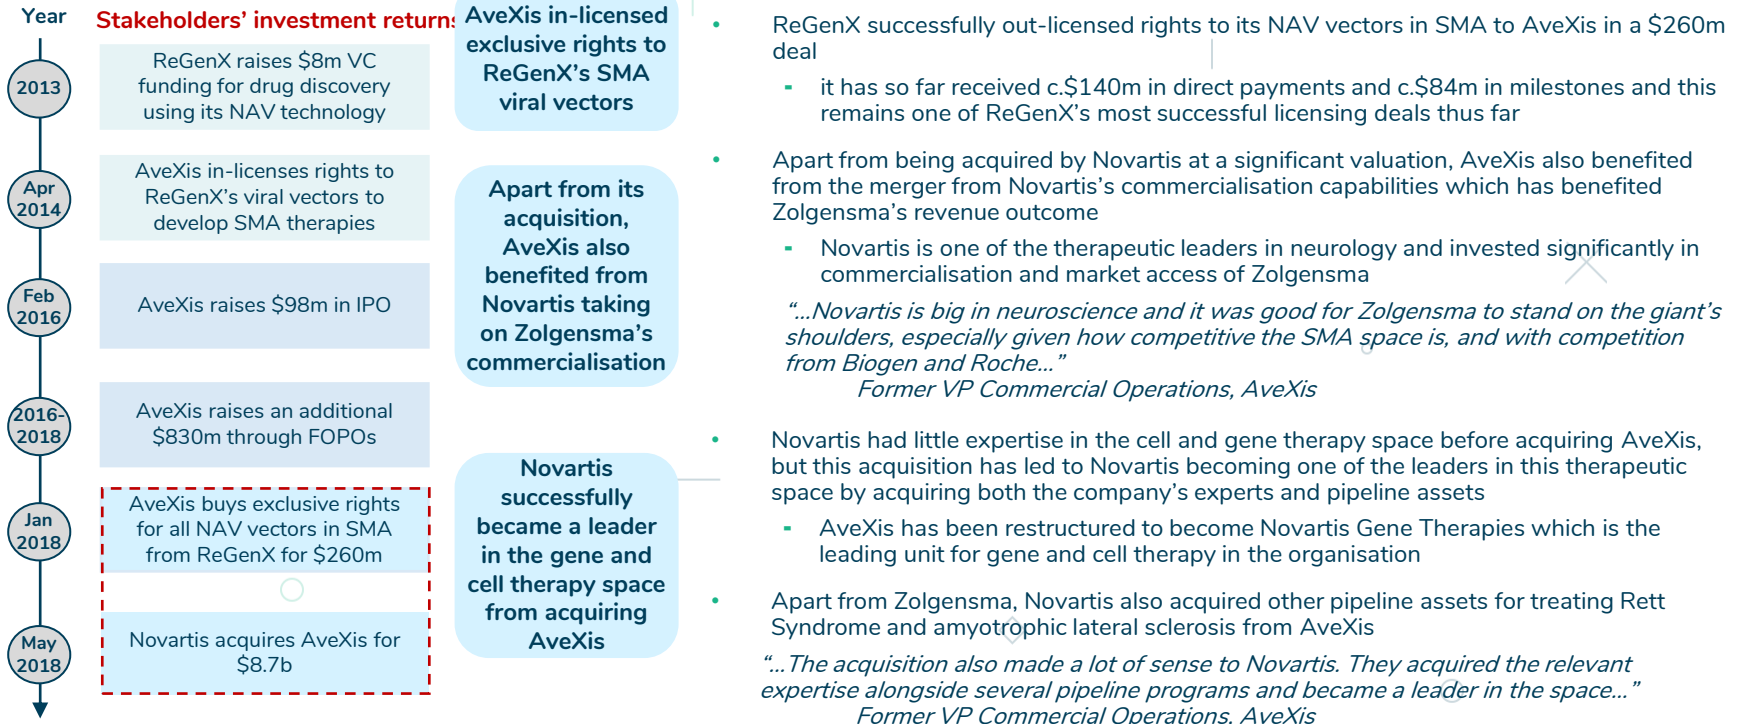 Year
Stakeholders’ investment returns
2013
ReGenX raises $8m VC
funding for drug discovery
using its NAV technology
Apr
2014
AveXis in-licenses rights to
ReGenX’s viral vectors to
develop SMA therapies
Feb
2016
AveXis raises $98m in IPO
2016-
2018
AveXis raises an additional
$830m through FOPOs
Jan
2018
AveXis buys exclusive rights
for all NAV vectors in SMA
from ReGenX for $260m
May
2018
Novartis acquires AveXis for
$8.7b
AveXis in-licensed
exclusive rights to
ReGenX’s SMA
viral vectors
• ReGenX successfully out-licensed rights to its NAV vectors in SMA to AveXis in a $260m
deal
- it has so far received c.$140m in direct payments and c.$84m in milestones and this
remains one of ReGenX’s most successful licensing deals thus far
Apart from its
acquisition,
AveXis also
benefited from
Novartis taking
on Zolgensma’s
commercialisation
• Apart from being acquired by Novartis at a significant valuation, AveXis also benefited
from the merger from Novartis’s commercialisation capabilities which has benefited
Zolgensma’s revenue outcome
- Novartis is one of the therapeutic leaders in neurology and invested significantly in
commercialisation and market access of Zolgensma
“...Novartis is big in neuroscience and it was good for Zolgensma to stand on the giant’s
shoulders, especially given how competitive the SMA space is, and with competition
from Biogen and Roche...”
Former VP Commercial Operations, AveXis
Novartis
successfully
became a leader
in the gene and
cell therapy space
from acquiring
AveXis
• Novartis had little expertise in the cell and gene therapy space before acquiring AveXis,
but this acquisition has led to Novartis becoming one of the leaders in this therapeutic
space by acquiring both the company’s experts and pipeline assets
- AveXis has been restructured to become Novartis Gene Therapies which is the
leading unit for gene and cell therapy in the organisation
• Apart from Zolgensma, Novartis also acquired other pipeline assets for treating Rett
Syndrome and amyotrophic lateral sclerosis from AveXis
“...The acquisition also made a lot of sense to Novartis. They acquired the relevant
expertise alongside several pipeline programs and became a leader in the space...”
Former VP Commercial Operations, AveXis